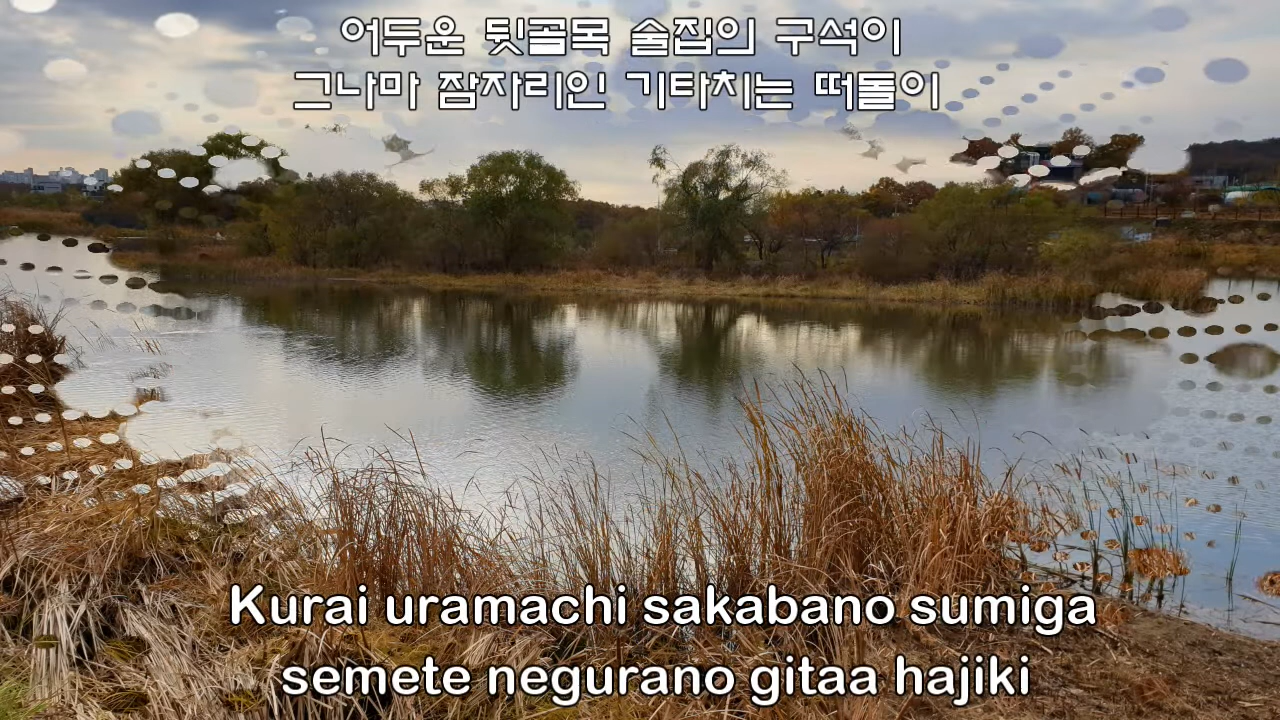 어두운 뒷골목 술집의 구석이
그나마 잠자리인 기타치는 떠돌이
Kurai uramachi sakabano sumiga
semete negurano gitaa hajiki